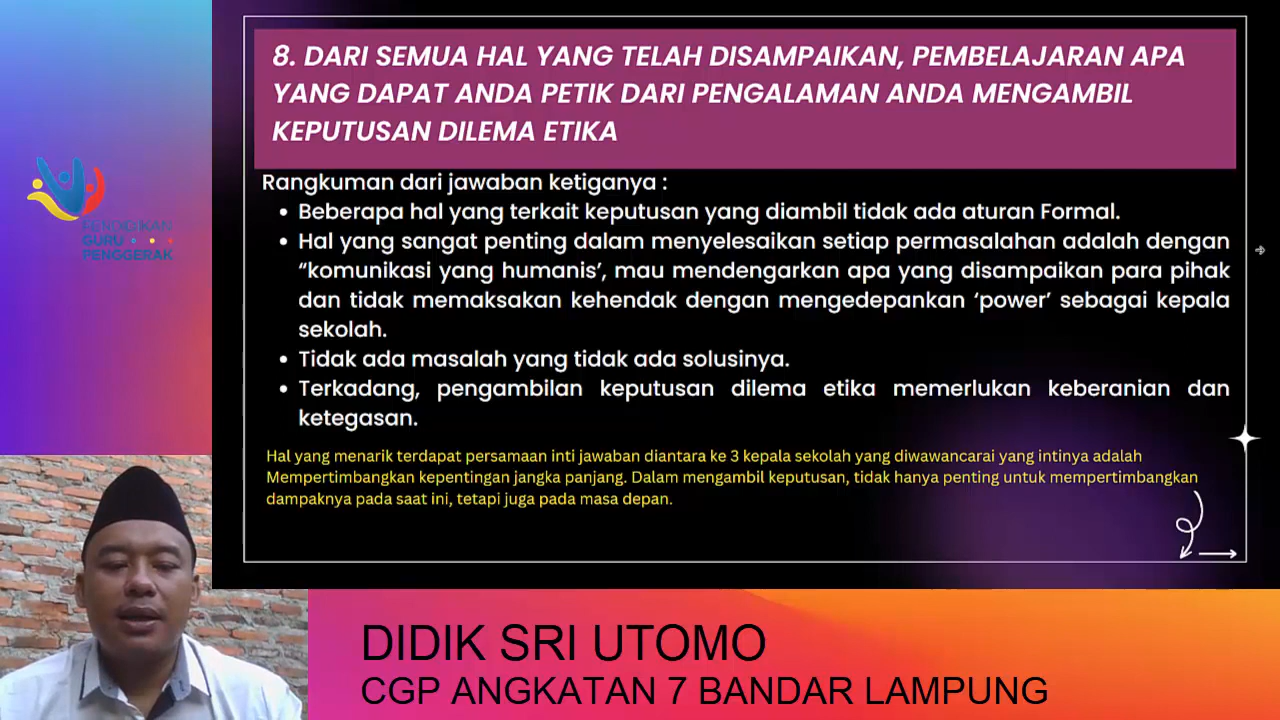 8. DARI SEMUA HAL YANG TELAH DISAMPAIKAN, PEMBELAJARAN APA
YANG DAPAT ANDA PETIK DARI PENGALAMAN ANDA MENGAMBIL
KEPUTUSAN DILEMA ETIKA
PENDIDIKAN
GURU
PENGGERAK
Rangkuman dari jawaban ketiganya :
• Beberapa hal yang terkait keputusan yang diambil tidak ada aturan Formal.
• Hal yang sangat penting dalam menyelesaikan setiap permasalahan adalah dengan
“komunikasi yang humanis’, mau mendengarkan apa yang disampaikan para pihak
dan tidak memaksakan kehendak dengan mengedepankan ‘power’ sebagai kepala
sekolah.
• Tidak ada masalah yang tidak ada solusinya.
• Terkadang, pengambilan keputusan dilema etika memerlukan keberanian dan
ketegasan.
Hal yang menarik terdapat persamaan inti jawaban diantara ke 3 kepala sekolah yang diwawancarai yang intinya adalah
Mempertimbangkan kepentingan jangka panjang. Dalam mengambil keputusan, tidak hanya penting untuk mempertimbangkan
dampaknya pada saat ini, tetapi juga pada masa depan.
DIDIK SRI UTOMO
CGP ANGKATAN 7 BANDAR LAMPUNG